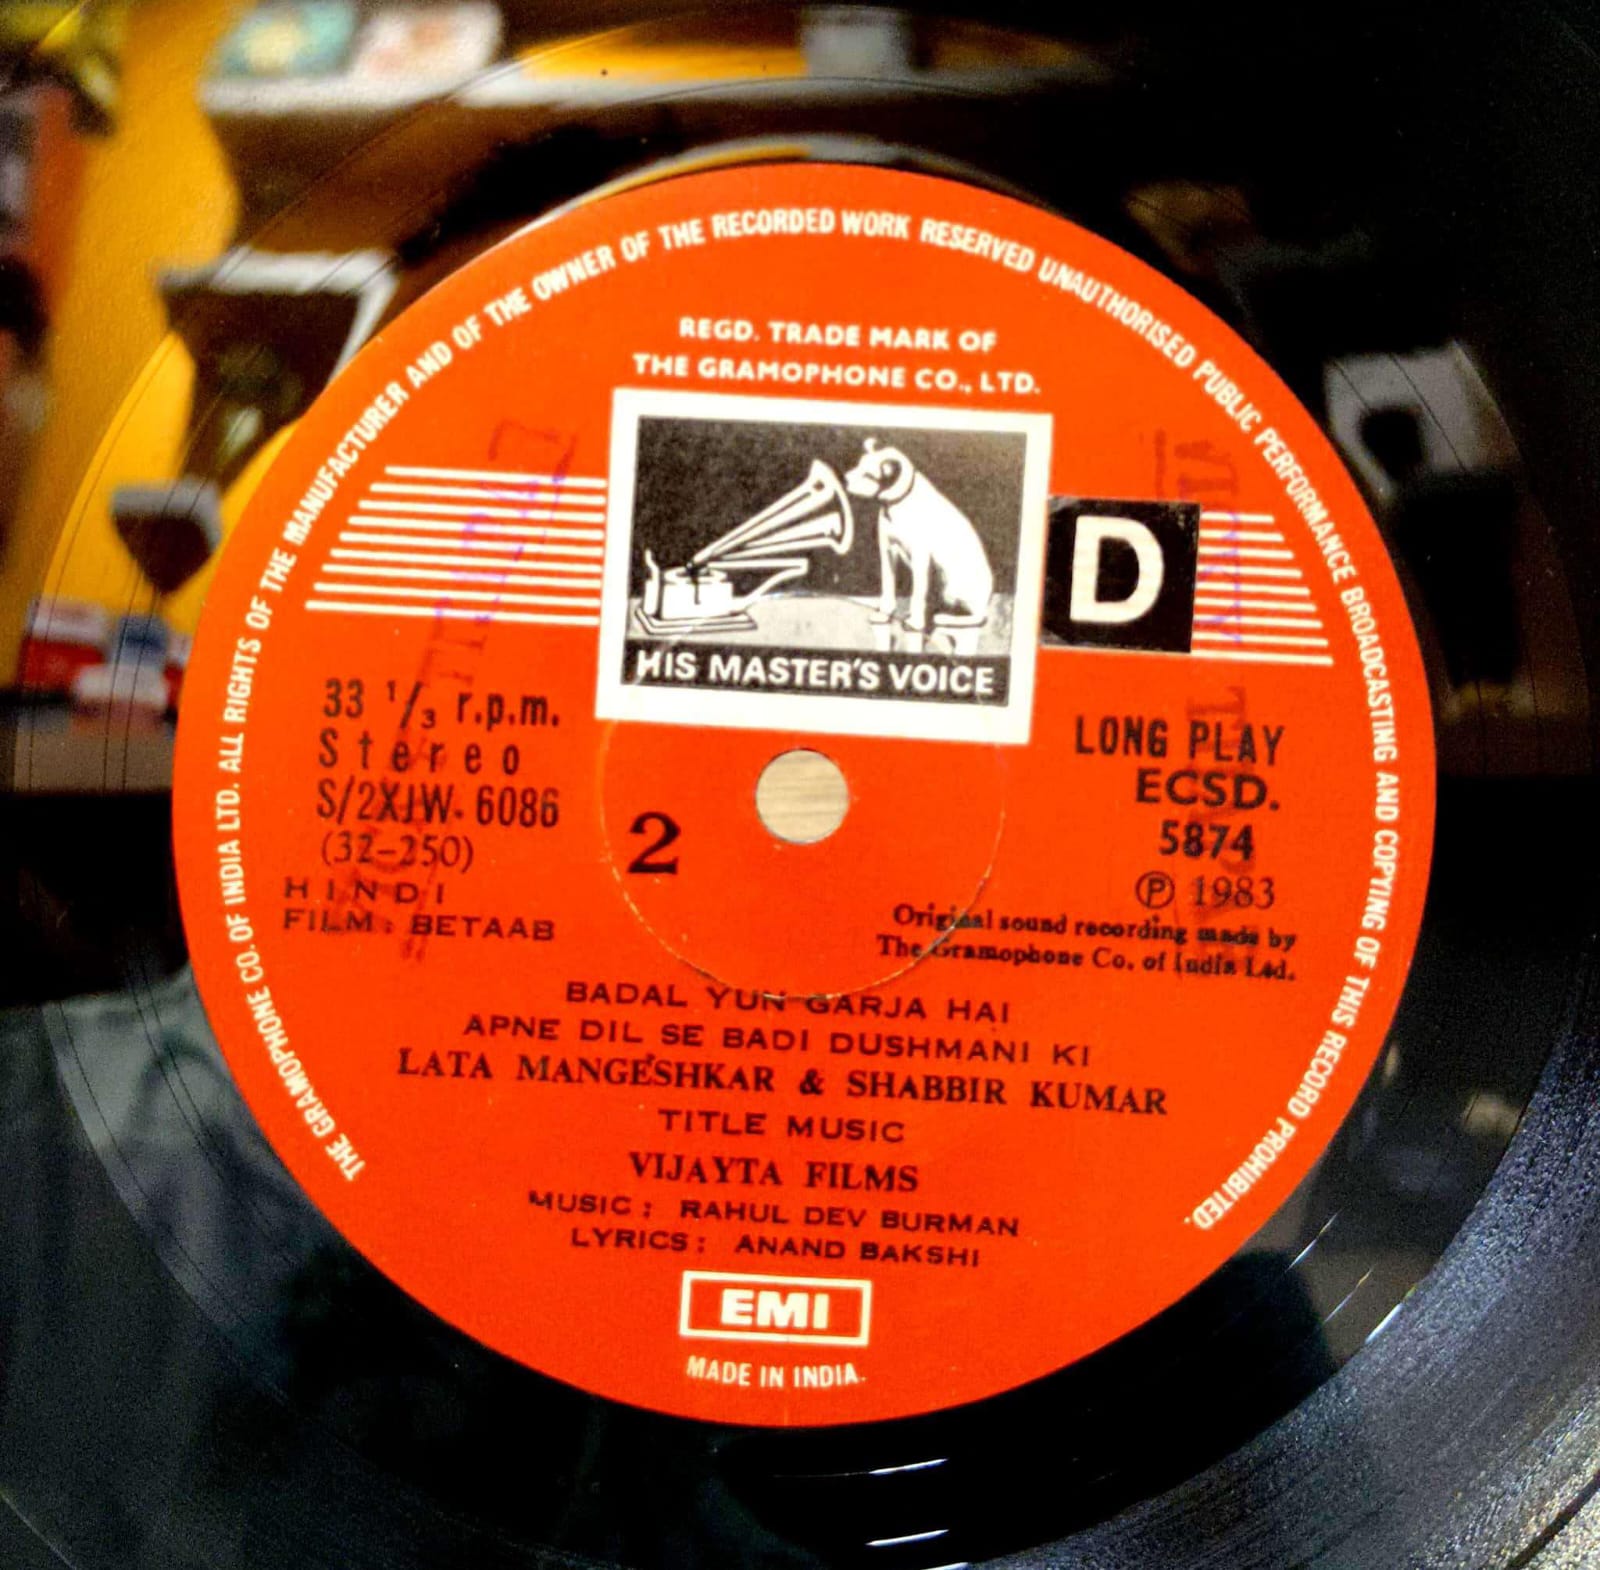 THE GRAMOPHONE CO. OF INDIA LTD. ALL RIGHTS OF THE MANUFACTURER AND OF THE OWNER OF THE RECORDED WORK RESERVED UNAUTHORISED PUBLIC PERFORMANCE BROADCASTING AND COPYING OF THIS RECORD PROHIBITED.
REGD. TRADE MARK OF
THE GRAMOPHONE CO., LTD.
HIS MASTER'S VOICE
D
33 1/3 r.p.m.
Stereo
S/2XJW. 6086
(32-250)
HINDI
FILM : BETAAB
2
LONG PLAY
ECSD.
5874
℗ 1983
Original sound recording made by
The Gramophone Co. of India Ltd.
BADAL YUN GARJA HAI
APNE DIL SE BADI DUSHMANI KI
LATA MANGESHKAR & SHABBIR KUMAR
TITLE MUSIC
VIJAYTA FILMS
MUSIC : RAHUL DEV BURMAN
LYRICS : ANAND BAKSHI
EMI
MADE IN INDIA.